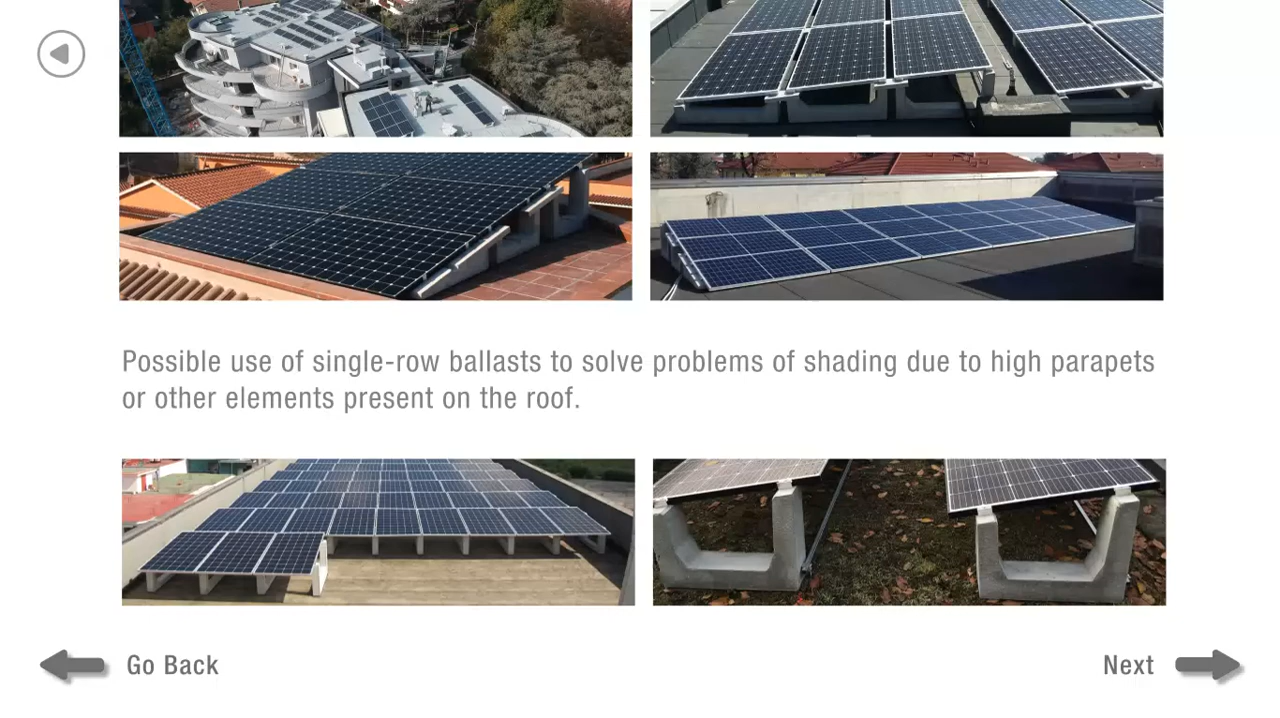 Possible use of single-row ballasts to solve problems of shading due to high parapets
or other elements present on the roof.
Go Back
Next